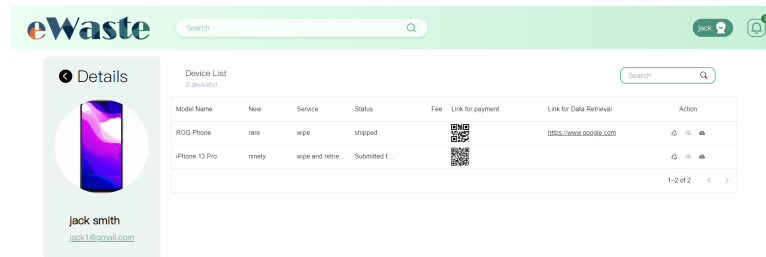 eWaste
Search
jack
Details
Device List
2 device(s)
Search
Model Name New Service Status Fee Link for payment Link for Data Retrieval Action
ROG Phone rare wipe shipped https://www.google.com
iPhone 13 Pro ninety wipe and retrie... Submitted f...
1–2 of 2
jack smith
jack1@gmail.com